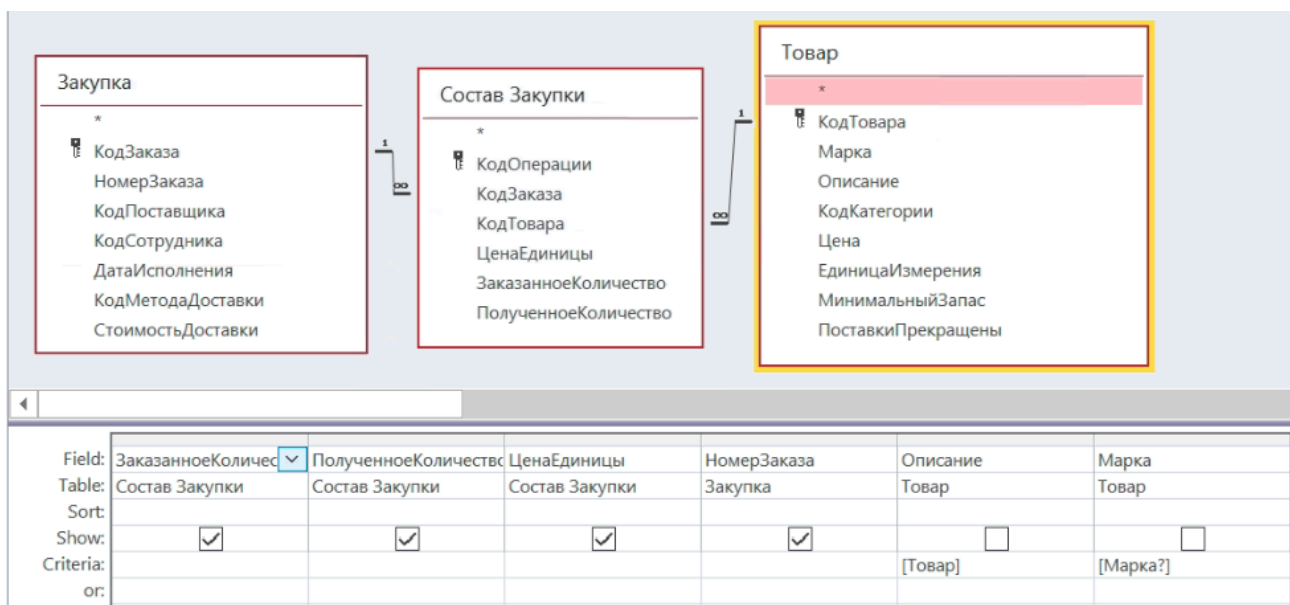 Закупка
*
КодЗаказа
НомерЗаказа
КодПоставщика
КодСотрудника
ДатаИсполнения
КодМетодаДоставки
СтоимостьДоставки
1
∞
Состав Закупки
*
КодОперации
КодЗаказа
КодТовара
ЦенаЕдиницы
ЗаказанноеКоличество
ПолученноеКоличество
1
∞
Товар
*
КодТовара
Марка
Описание
КодКатегории
Цена
ЕдиницаИзмерения
МинимальныйЗапас
ПоставкиПрекращены
Field: ЗаказанноеКоличес ПолученноеКоличество ЦенаЕдиницы НомерЗаказа Описание Марка
Table: Состав Закупки Состав Закупки Состав Закупки Закупка Товар Товар
Sort:
Show:
Criteria: [Товар] [Марка?]
or: